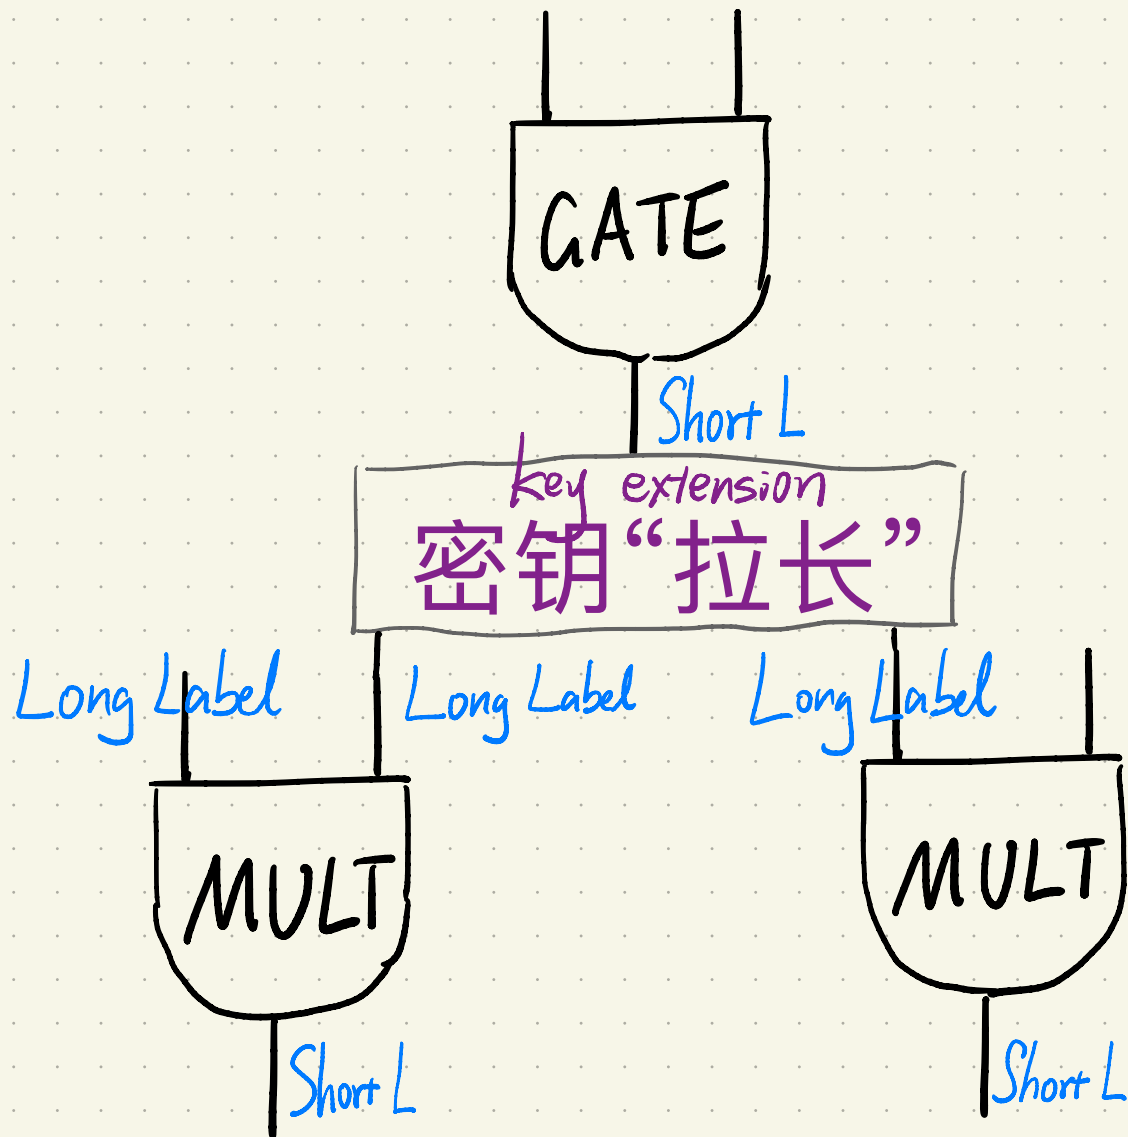 GATE
Short L
key extension
密钥“拉长”
Long Label
Long Label
Long Label
MULT
MULT
Short L
Short L